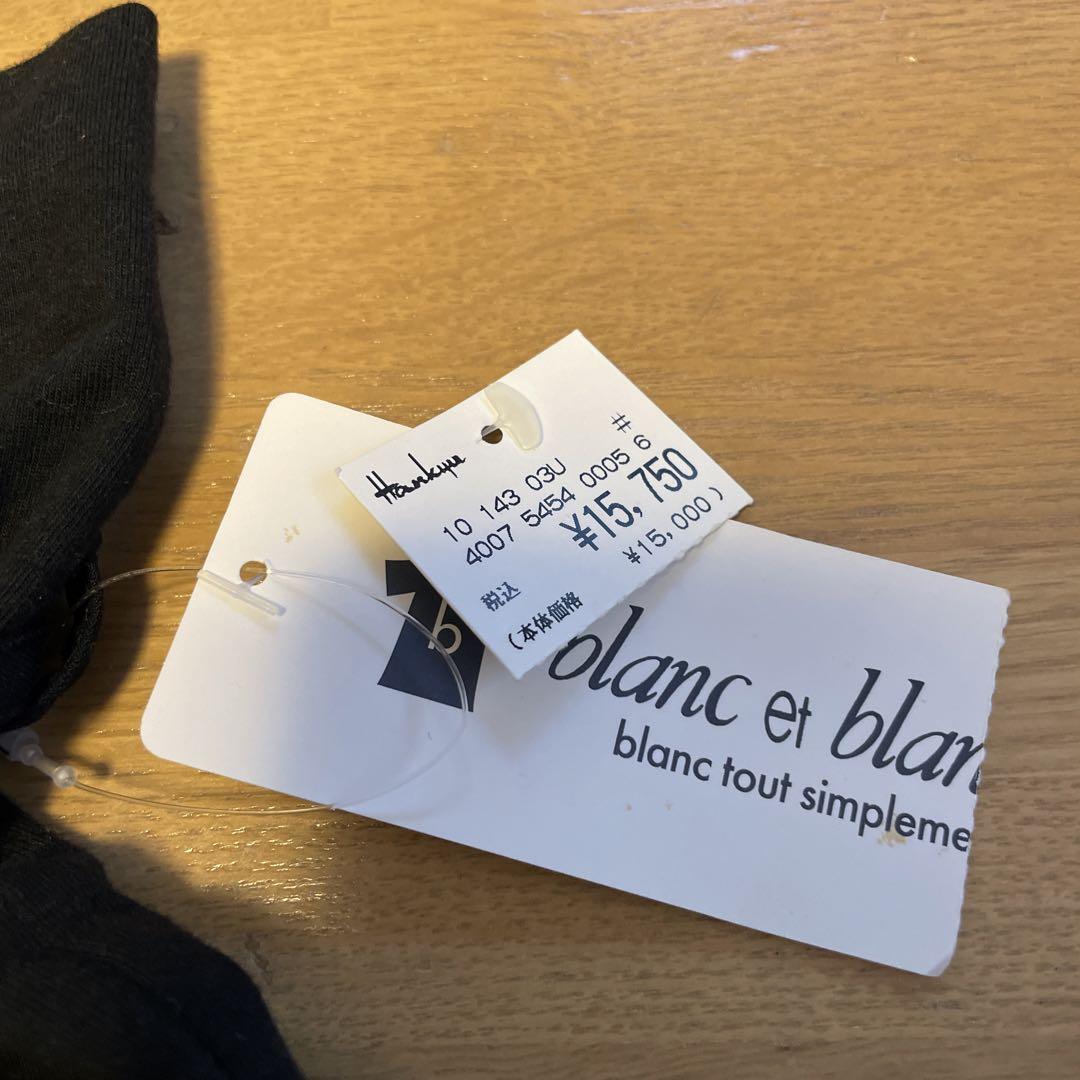 Hankyu
10 143 03U #
4007 5454 0005 6
¥15,750
税込
¥15,000)
(本体価格
b
blanc et blan
blanc tout simpleme